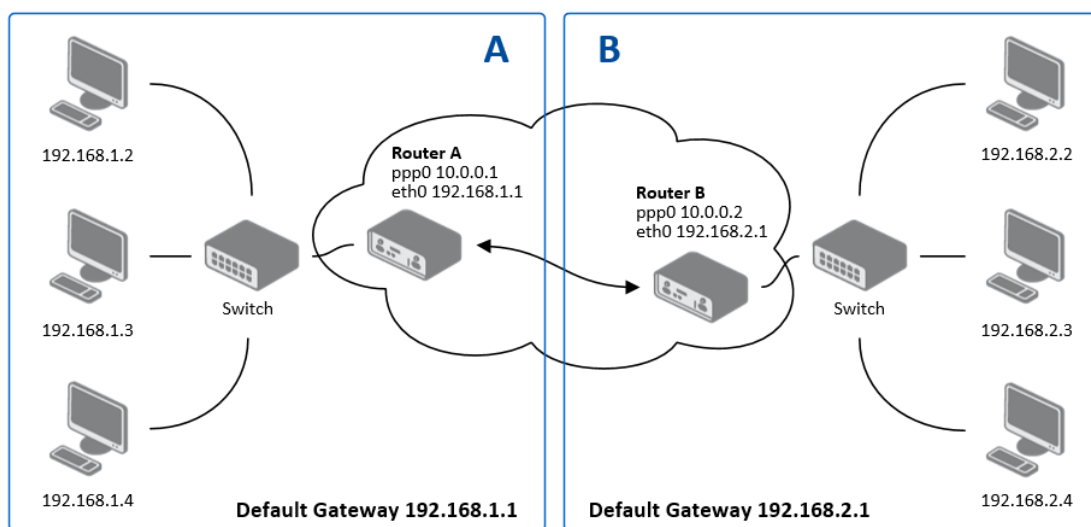 A
B
192.168.1.2
192.168.1.3
192.168.1.4
Switch
Router A
ppp0 10.0.0.1
eth0 192.168.1.1
Default Gateway 192.168.1.1
Router B
ppp0 10.0.0.2
eth0 192.168.2.1
Switch
192.168.2.2
192.168.2.3
192.168.2.4
Default Gateway 192.168.2.1